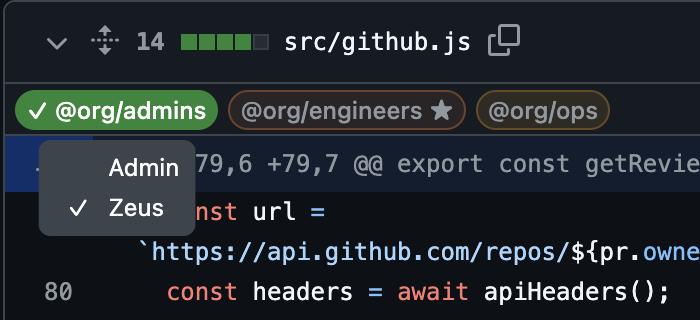 14 src/github.js
✓ @org/admins @org/engineers ★ @org/ops
79,6 +79,7 @@ export const getRevie
Admin
✓ Zeus
nst url =
`https://api.github.com/repos/${pr.owne
80 const headers = await apiHeaders();